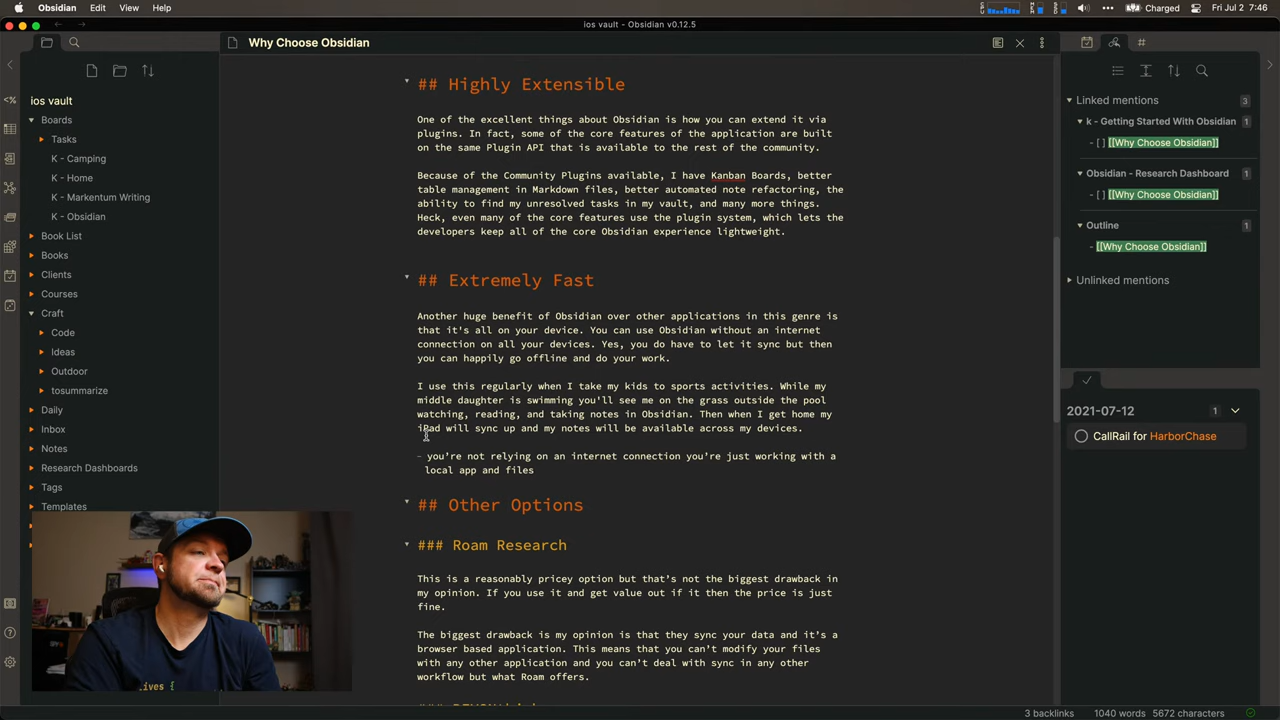 Obsidian Edit View Help Charged Fri Jul 2 7:46
ios vault - Obsidian v0.12.5
Why Choose Obsidian
ios vault
Boards
Tasks
K - Camping
K - Home
K - Markentum Writing
K - Obsidian
Book List
Books
Clients
Courses
Craft
Code
Ideas
Outdoor
tosummarize
Daily
Inbox
Notes
Research Dashboards
Tags
Templates
## Highly Extensible
One of the excellent things about Obsidian is how you can extend it via
plugins. In fact, some of the core features of the application are built
on the same Plugin API that is available to the rest of the community.
Because of the Community Plugins available, I have Kanban Boards, better
table management in Markdown files, better automated note refactoring, the
ability to find my unresolved tasks in my vault, and many more things.
Heck, even many of the core features use the plugin system, which lets the
developers keep all of the core Obsidian experience lightweight.
## Extremely Fast
Another huge benefit of Obsidian over other applications in this genre is
that it's all on your device. You can use Obsidian without an internet
connection on all your devices. Yes, you do have to let it sync but then
you can happily go offline and do your work.
I use this regularly when I take my kids to sports activities. While my
middle daughter is swimming you'll see me on the grass outside the pool
watching, reading, and taking notes in Obsidian. Then when I get home my
iPad will sync up and my notes will be available across my devices.
- you’re not relying on an internet connection you’re just working with a
local app and files
## Other Options
### Roam Research
This is a reasonably pricey option but that’s not the biggest drawback in
my opinion. If you use it and get value out if it then the price is just
fine.
The biggest drawback is my opinion is that they sync your data and it’s a
browser based application. This means that you can’t modify your files
with any other application and you can’t deal with sync in any other
workflow but what Roam offers.
Linked mentions 3
k - Getting Started With Obsidian 1
- [ ] [[Why Choose Obsidian]]
Obsidian - Research Dashboard 1
- [ ] [[Why Choose Obsidian]]
Outline 1
- [[Why Choose Obsidian]]
Unlinked mentions
2021-07-12 1
CallRail for HarborChase
3 backlinks 1040 words 5672 characters